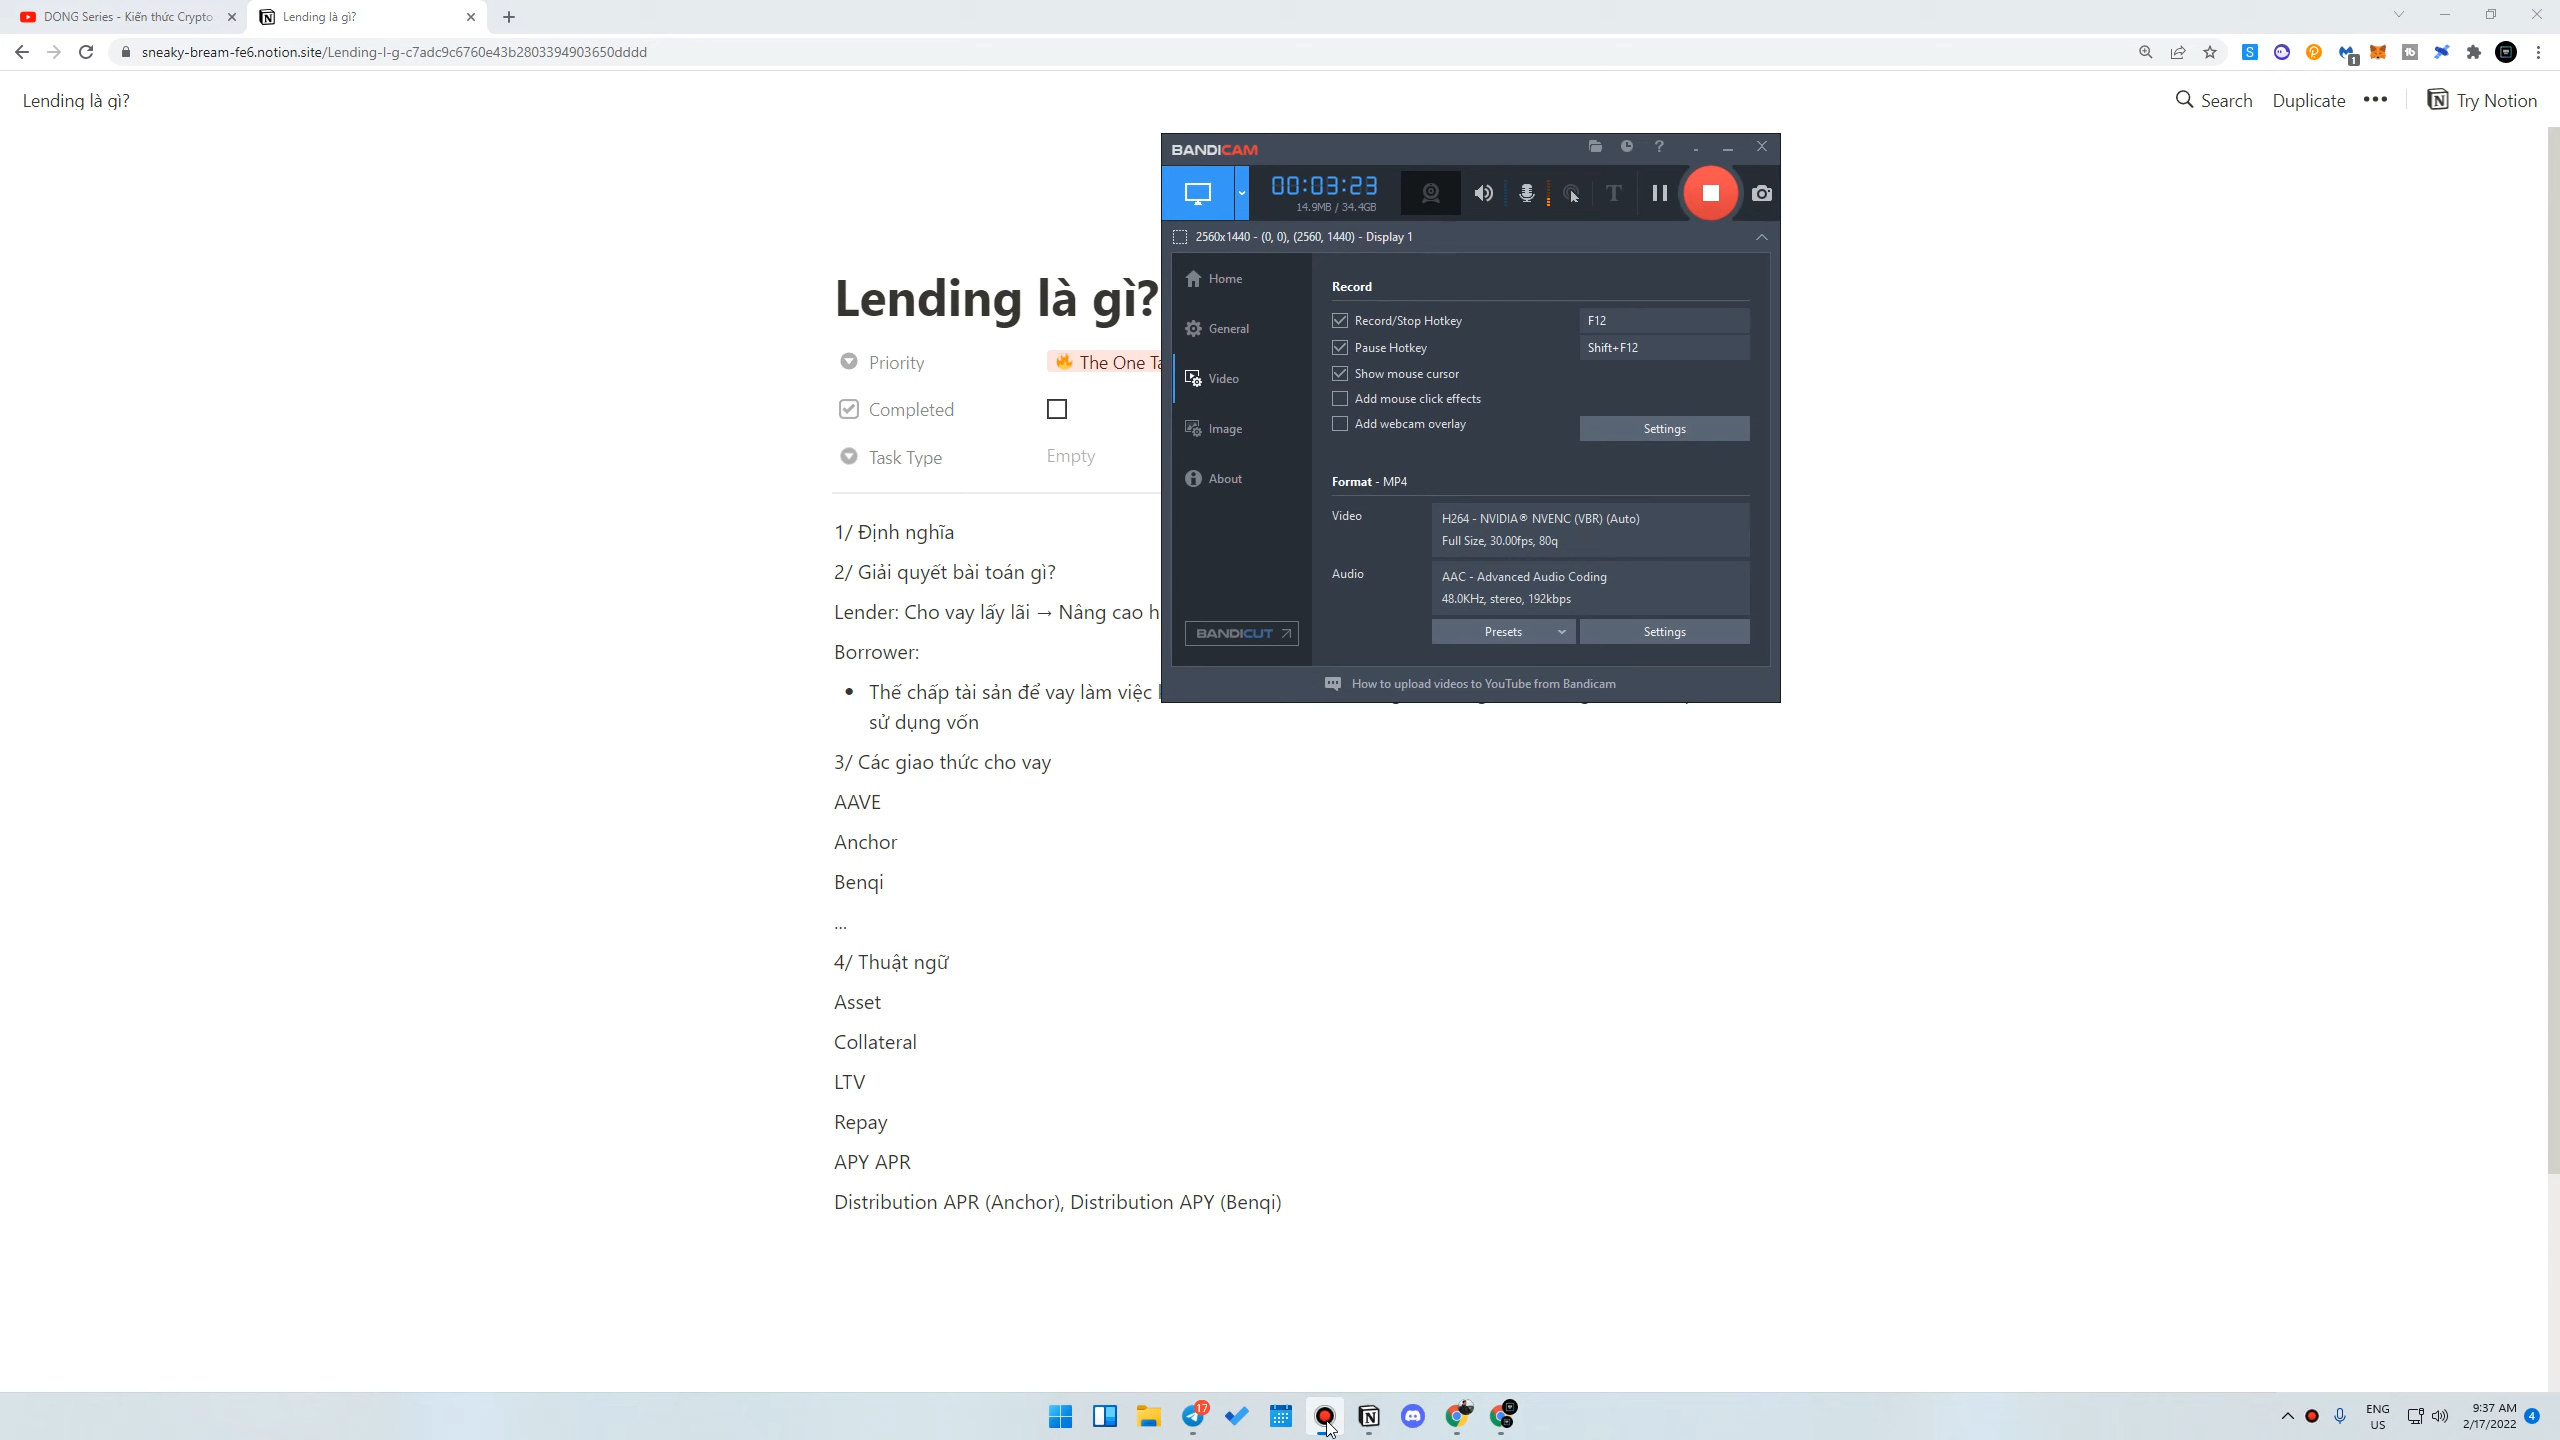 DONG Series - Kiến thức Crypto
Lending là gì?
sneaky-bream-fe6.notion.site/Lending-l-g-c7adc9c6760e43b2803394903650dddd
Lending là gì?
Search
Duplicate
Try Notion
BANDICAM
00:03:23
14.9MB / 34.4GB
2560x1440 - (0, 0), (2560, 1440) - Display 1
Home
General
Video
Image
About
BANDICUT
Record
Record/Stop Hotkey
F12
Pause Hotkey
Shift+F12
Show mouse cursor
Add mouse click effects
Add webcam overlay
Settings
Format - MP4
Video
H264 - NVIDIA® NVENC (VBR) (Auto)
Full Size, 30.00fps, 80q
Audio
AAC - Advanced Audio Coding
48.0KHz, stereo, 192kbps
Presets
Settings
How to upload videos to YouTube from Bandicam
Lending là gì?
Priority
The One
Completed
Task Type
Empty
1/ Định nghĩa
2/ Giải quyết bài toán gì?
Lender: Cho vay lấy lãi → Nâng cao
Borrower:
• Thế chấp tài sản để vay làm việc
sử dụng vốn
3/ Các giao thức cho vay
AAVE
Anchor
Benqi
...
4/ Thuật ngữ
Asset
Collateral
LTV
Repay
APY APR
Distribution APR (Anchor), Distribution APY (Benqi)
17
ENG
US
9:37 AM
2/17/2022
4